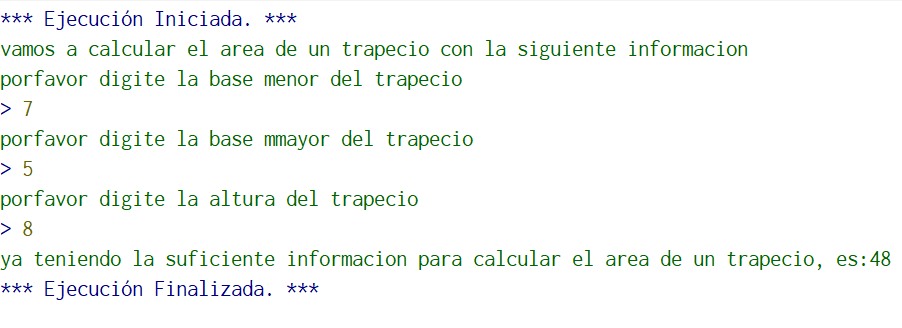 *** Ejecución Iniciada. ***
vamos a calcular el area de un trapecio con la siguiente informacion
porfavor digite la base menor del trapecio
> 7
porfavor digite la base mmayor del trapecio
> 5
porfavor digite la altura del trapecio
> 8
ya teniendo la suficiente informacion para calcular el area de un trapecio, es:48
*** Ejecución Finalizada. ***